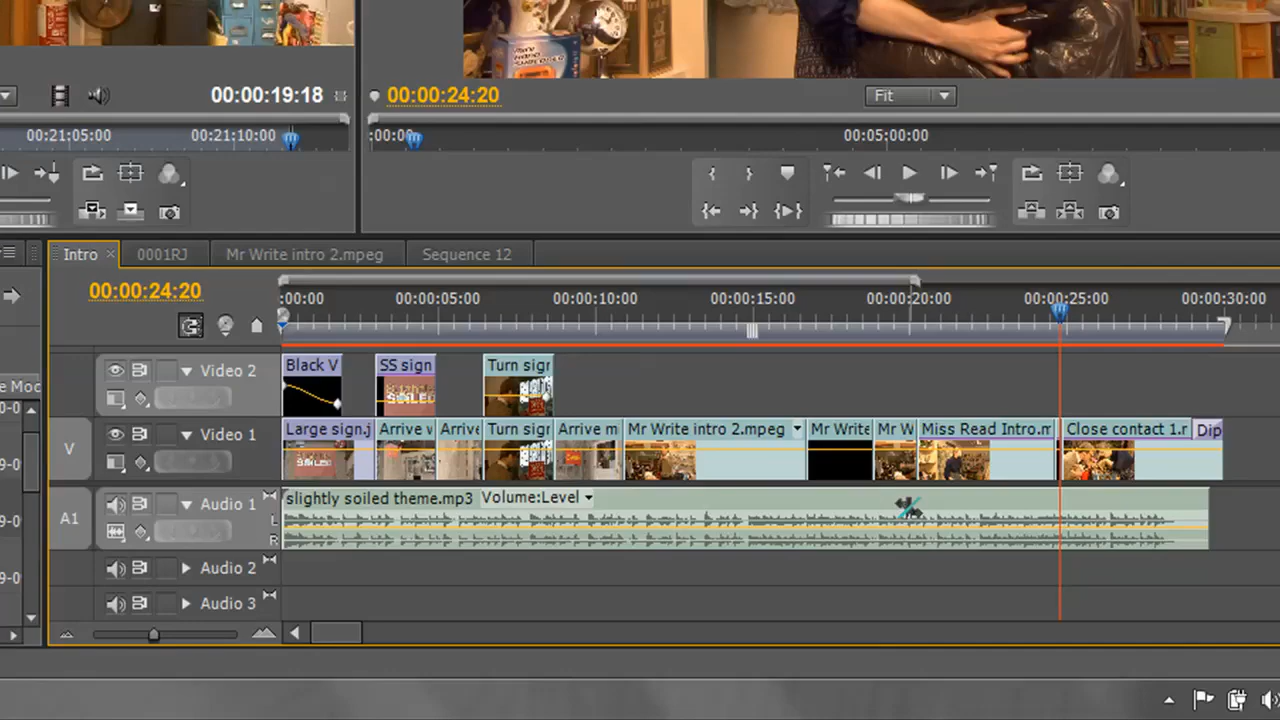 00:00:19:18
00:00:24:20
Fit
00:21:05:00
00:21:10:00
:00:00
00:05:00:00
Intro
0001RJ
Mr Write intro 2.mpeg
Sequence 12
00:00:24:20
:00:00
00:00:05:00
00:00:10:00
00:00:15:00
00:00:20:00
00:00:25:00
00:00:30:00
e Moc
Video 2
Black V
SS sign
Turn sigr
V
Video 1
Large sign.j
Arrive v
Arrive
Turn sigr
Arrive m
Mr Write intro 2.mpeg
Mr Write
Mr W
Miss Read Intro.m
Close contact 1.r
Dip
A1
Audio 1
L
R
slightly soiled theme.mp3
Volume:Level
Audio 2
Audio 3